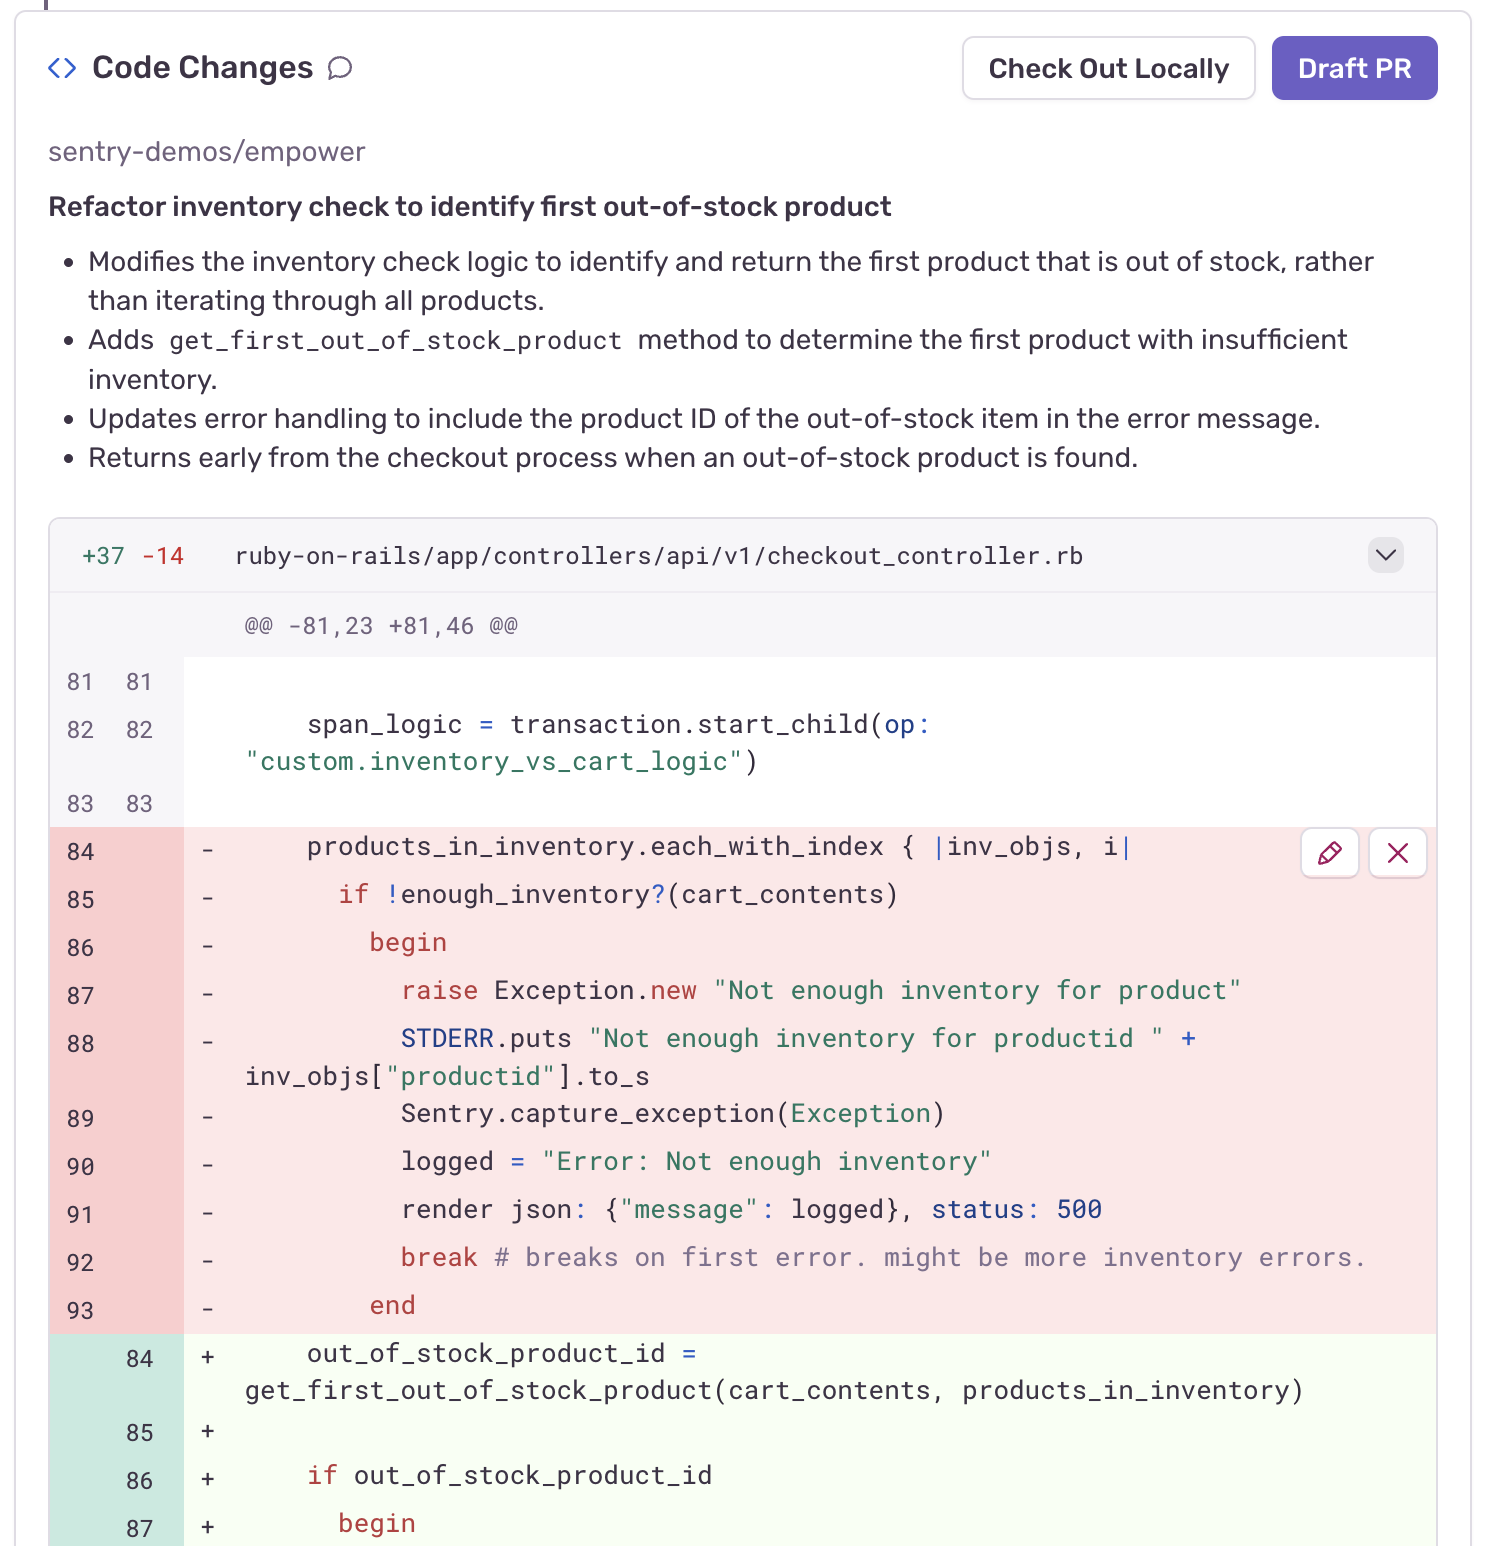 Code Changes
Check Out Locally
Draft PR
sentry-demos/empower
Refactor inventory check to identify first out-of-stock product
• Modifies the inventory check logic to identify and return the first product that is out of stock, rather
than iterating through all products.
• Adds get_first_out_of_stock_product method to determine the first product with insufficient
inventory.
• Updates error handling to include the product ID of the out-of-stock item in the error message.
• Returns early from the checkout process when an out-of-stock product is found.
+37 -14 ruby-on-rails/app/controllers/api/v1/checkout_controller.rb
@@ -81,23 +81,46 @@
81 81
82 82 span_logic = transaction.start_child(op:
"custom.inventory_vs_cart_logic")
83 83
84 - products_in_inventory.each_with_index { |inv_objs, i|
85 - if !enough_inventory?(cart_contents)
86 - begin
87 - raise Exception.new "Not enough inventory for product"
88 - STDERR.puts "Not enough inventory for productid " +
inv_objs["productid"].to_s
89 - Sentry.capture_exception(Exception)
90 - logged = "Error: Not enough inventory"
91 - render json: {"message": logged}, status: 500
92 - break # breaks on first error. might be more inventory errors.
93 - end
84 + out_of_stock_product_id =
get_first_out_of_stock_product(cart_contents, products_in_inventory)
85 +
86 + if out_of_stock_product_id
87 + begin